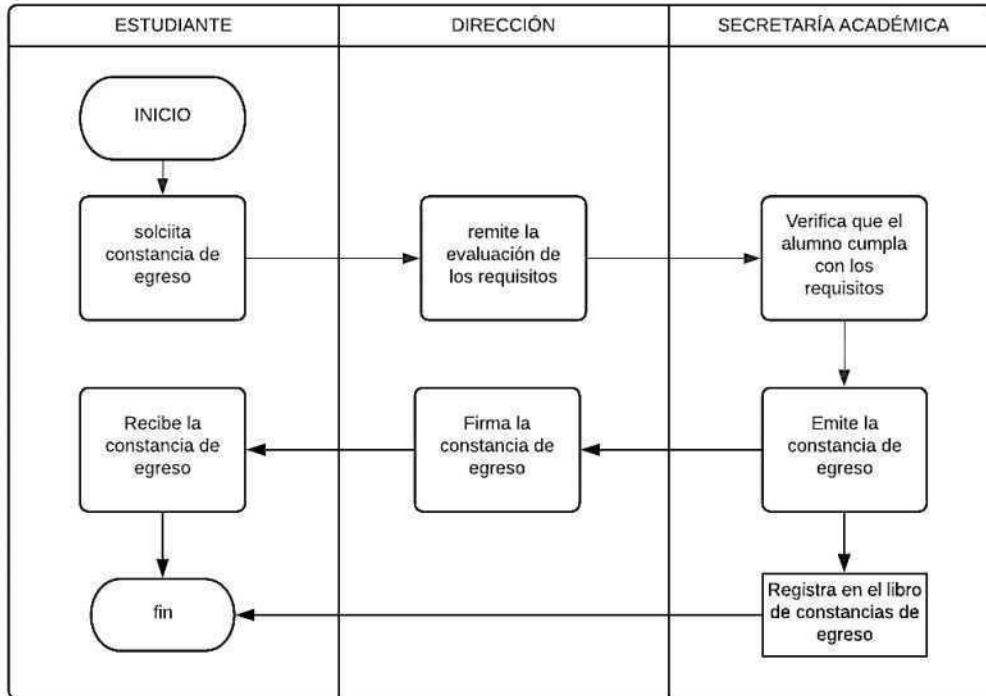 ESTUDIANTE
DIRECCIÓN
SECRETARÍA ACADÉMICA
INICIO
solciita
constancia de
egreso
remite la
evaluación de
los requisitos
Verifica que el
alumno cumpla
con los
requisitos
Recibe la
constancia de
egreso
Firma la
constancia de
egreso
Emite la
constancia de
egreso
fin
Registra en el libro
de constancias de
egreso